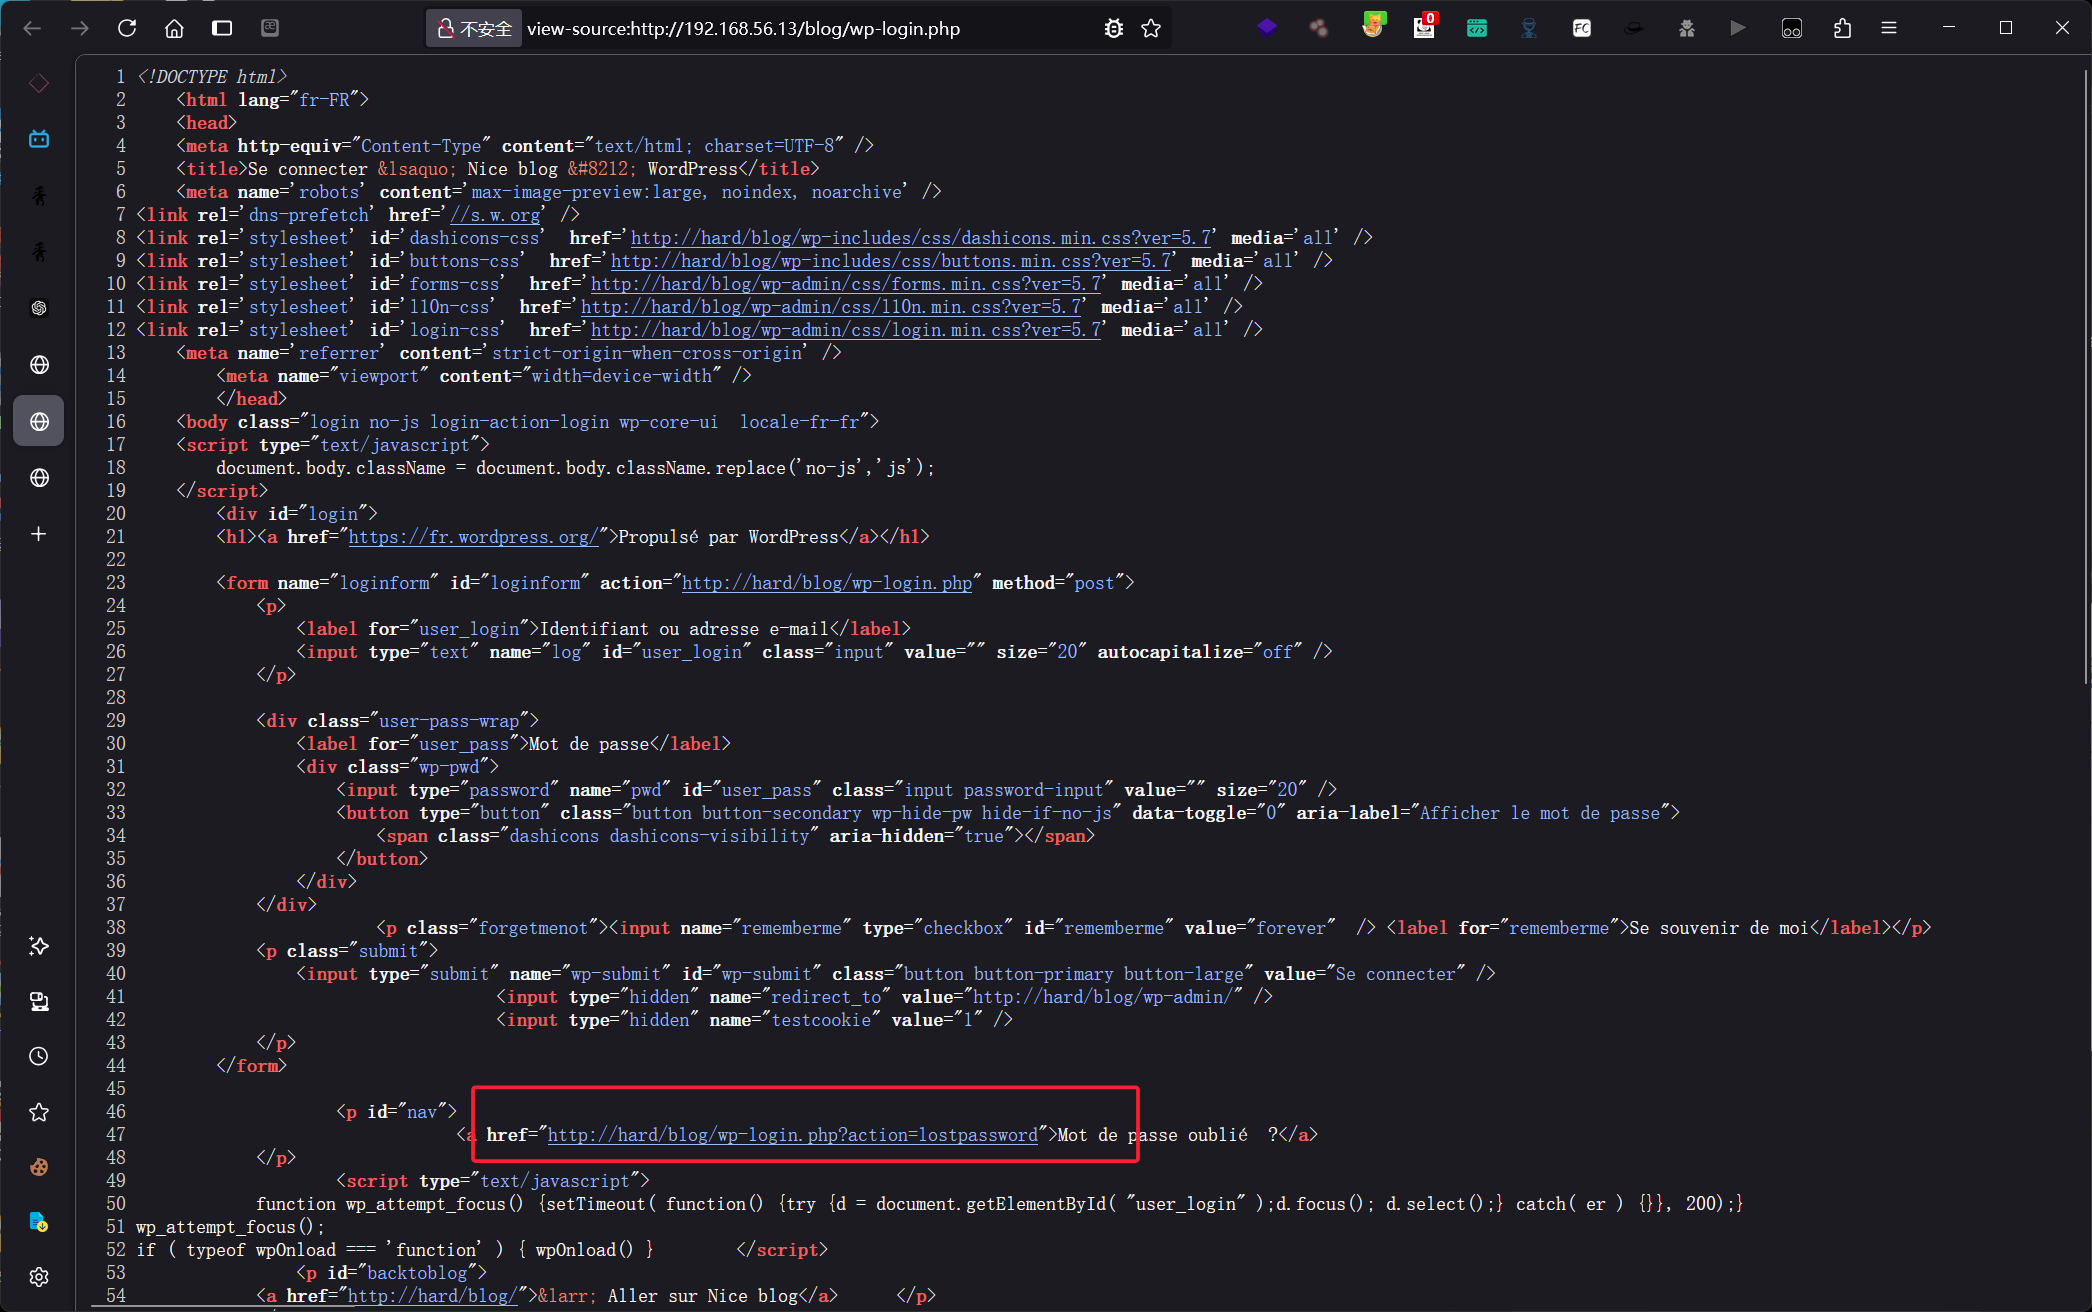 不安全 view-source:http://192.168.56.13/blog/wp-login.php
0
FC
1 <!DOCTYPE html>
2 <html lang="fr-FR">
3 <head>
4 <meta http-equiv="Content-Type" content="text/html; charset=UTF-8" />
5 <title>Se connecter &lsaquo; Nice blog &#8212; WordPress</title>
6 <meta name='robots' content='max-image-preview:large, noindex, noarchive' />
7 <link rel='dns-prefetch' href='//s.w.org' />
8 <link rel='stylesheet' id='dashicons-css'  href='http://hard/blog/wp-includes/css/dashicons.min.css?ver=5.7' media='all' />
9 <link rel='stylesheet' id='buttons-css'  href='http://hard/blog/wp-includes/css/buttons.min.css?ver=5.7' media='all' />
10 <link rel='stylesheet' id='forms-css'  href='http://hard/blog/wp-admin/css/forms.min.css?ver=5.7' media='all' />
11 <link rel='stylesheet' id='l10n-css'  href='http://hard/blog/wp-admin/css/l10n.min.css?ver=5.7' media='all' />
12 <link rel='stylesheet' id='login-css'  href='http://hard/blog/wp-admin/css/login.min.css?ver=5.7' media='all' />
13 <meta name='referrer' content='strict-origin-when-cross-origin' />
14 <meta name="viewport" content="width=device-width" />
15 </head>
16 <body class="login no-js login-action-login wp-core-ui  locale-fr-fr">
17 <script type="text/javascript">
18 document.body.className = document.body.className.replace('no-js','js');
19 </script>
20 <div id="login">
21 <h1><a href="https://fr.wordpress.org/">Propulsé par WordPress</a></h1>
22
23 <form name="loginform" id="loginform" action="http://hard/blog/wp-login.php" method="post">
24 <p>
25 <label for="user_login">Identifiant ou adresse e-mail</label>
26 <input type="text" name="log" id="user_login" class="input" value="" size="20" autocapitalize="off" />
27 </p>
28
29 <div class="user-pass-wrap">
30 <label for="user_pass">Mot de passe</label>
31 <div class="wp-pwd">
32 <input type="password" name="pwd" id="user_pass" class="input password-input" value="" size="20" />
33 <button type="button" class="button button-secondary wp-hide-pw hide-if-no-js" data-toggle="0" aria-label="Afficher le mot de passe">
34 <span class="dashicons dashicons-visibility" aria-hidden="true"></span>
35 </button>
36 </div>
37 </div>
38 <p class="forgetmenot"><input name="rememberme" type="checkbox" id="rememberme" value="forever"  /> <label for="rememberme">Se souvenir de moi</label></p>
39 <p class="submit">
40 <input type="submit" name="wp-submit" id="wp-submit" class="button button-primary button-large" value="Se connecter" />
41 <input type="hidden" name="redirect_to" value="http://hard/blog/wp-admin/" />
42 <input type="hidden" name="testcookie" value="1" />
43 </p>
44 </form>
45
46 <p id="nav">
47 <a href="http://hard/blog/wp-login.php?action=lostpassword">Mot de passe oublié  ?</a>
48 </p>
49 <script type="text/javascript">
50 function wp_attempt_focus() {setTimeout( function() {try {d = document.getElementById( "user_login" );d.focus(); d.select();} catch( er ) {}}, 200);}
51 wp_attempt_focus();
52 if ( typeof wpOnload === 'function' ) { wpOnload() } </script>
53 <p id="backtoblog">
54 <a href="http://hard/blog/">&larr; Aller sur Nice blog</a> </p>